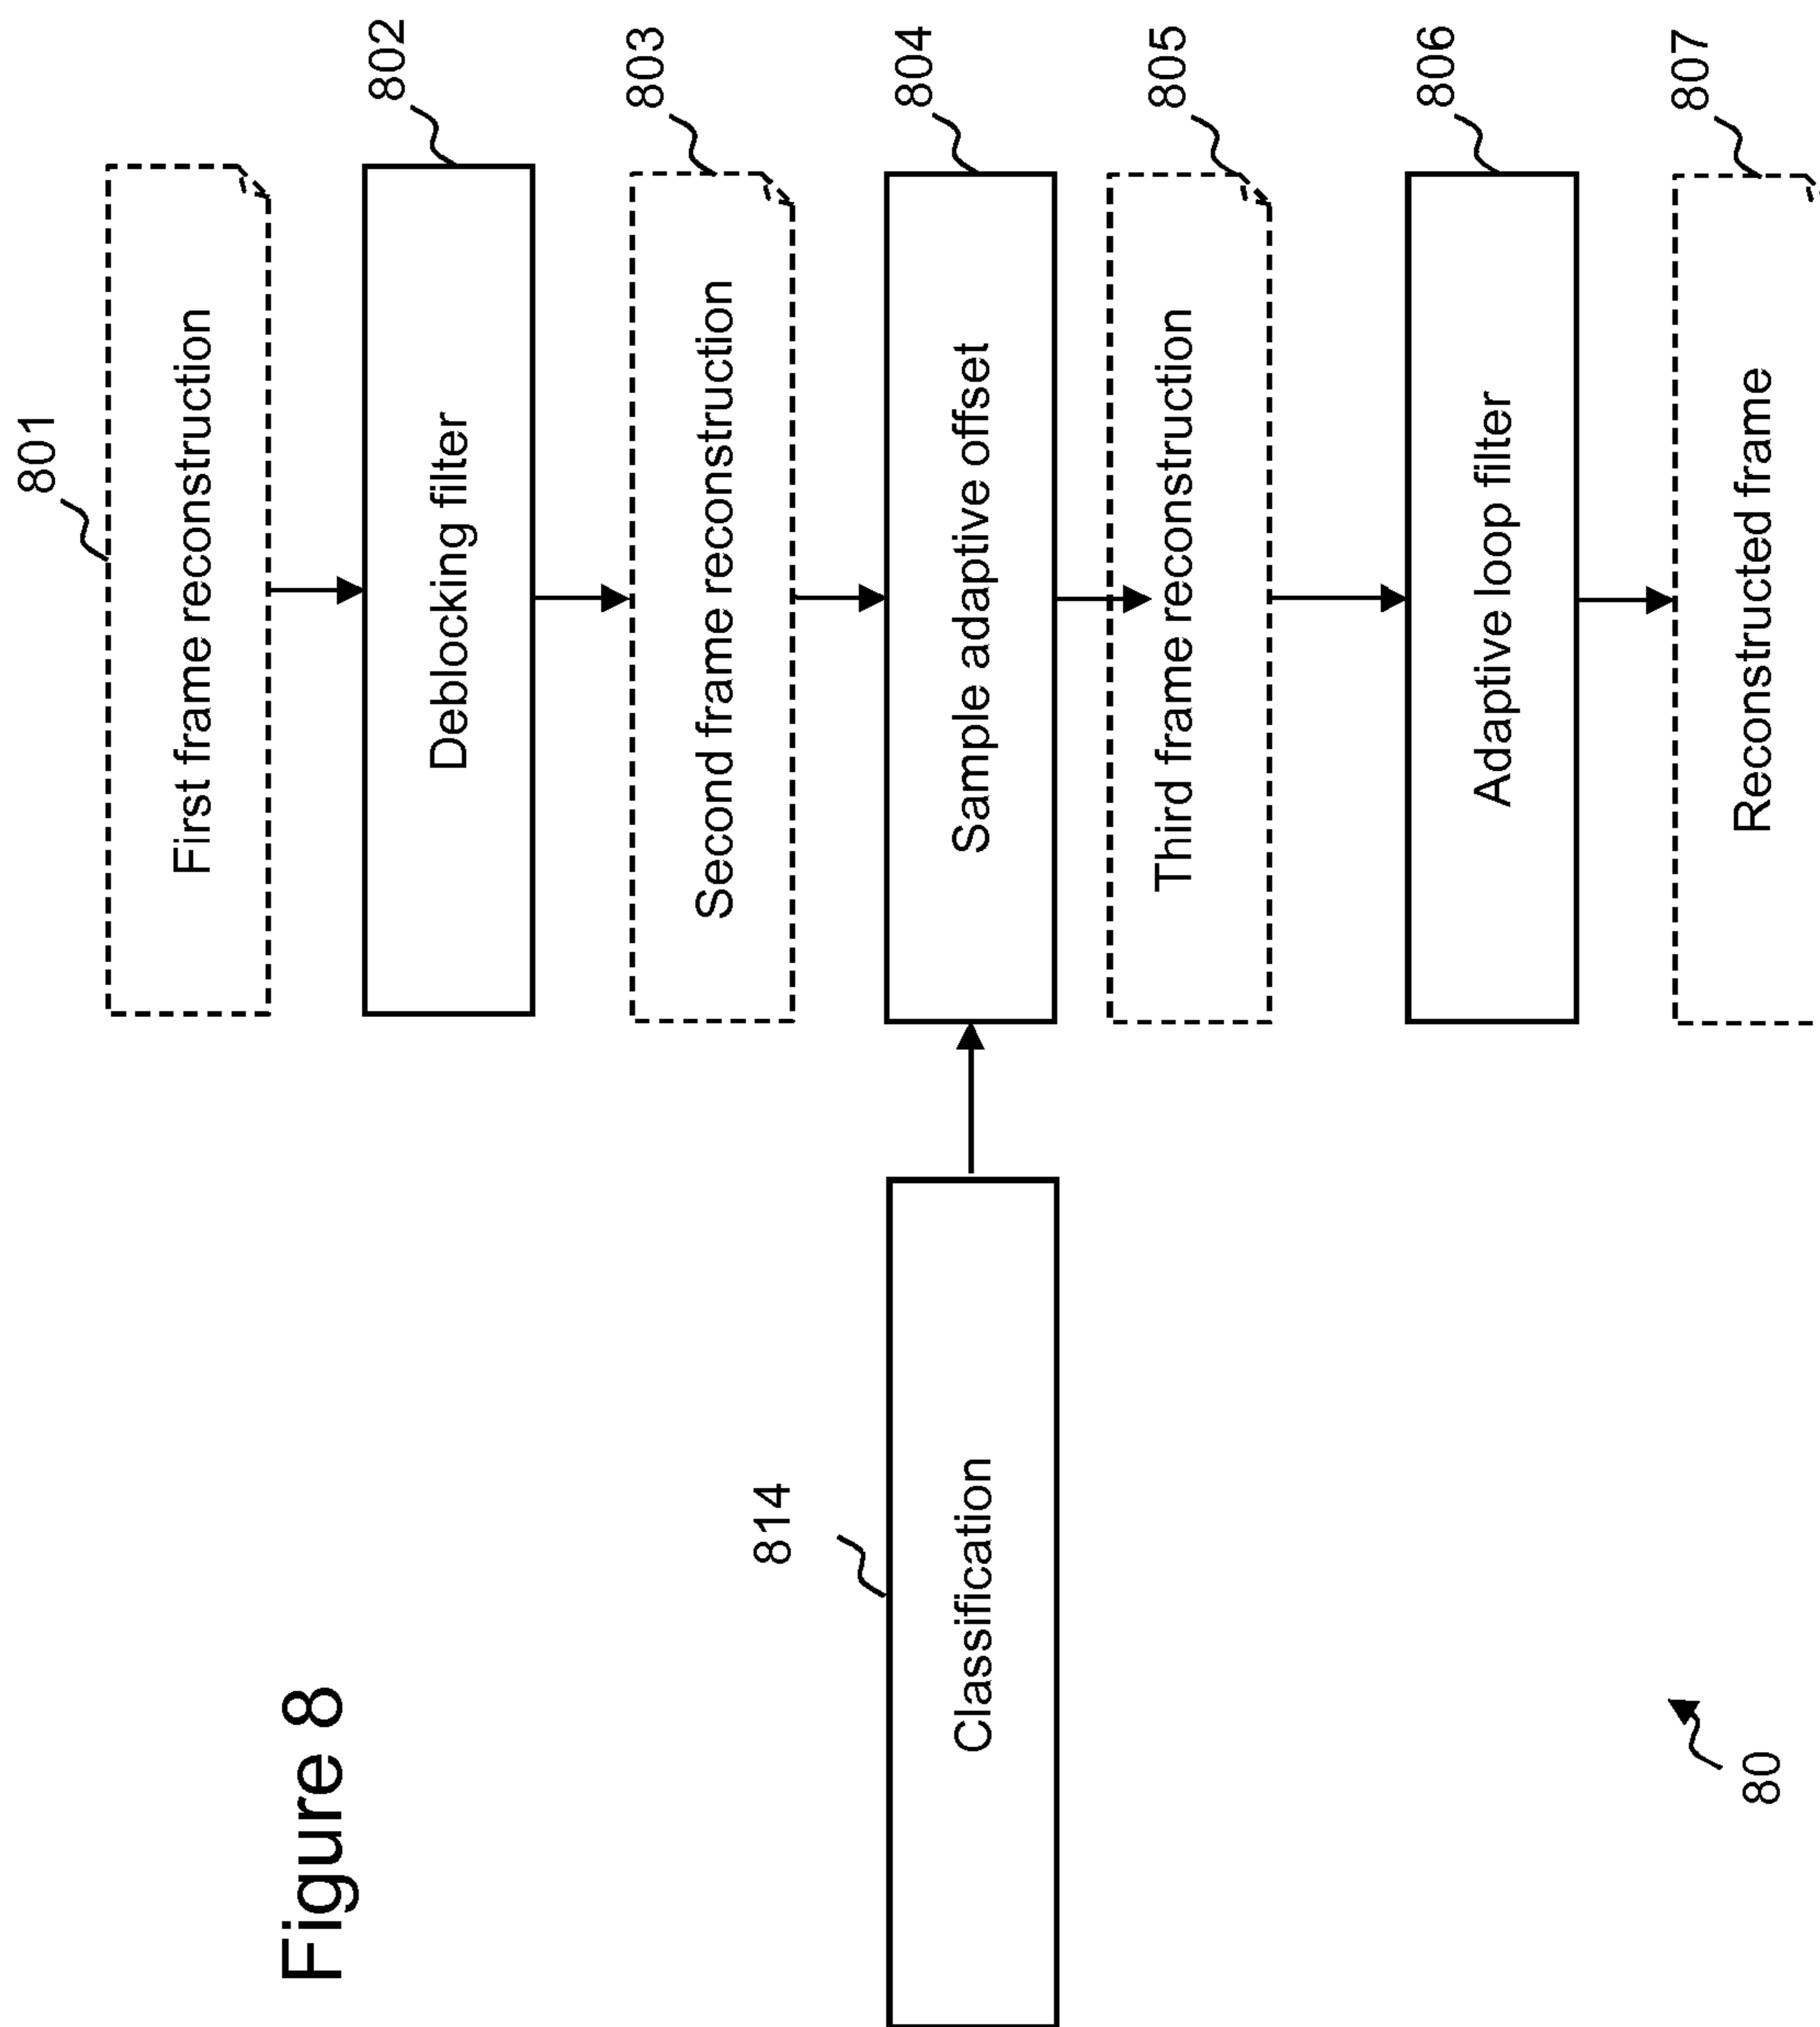 Figure 8
801
First frame reconstruction
802
Deblocking filter
803
Second frame reconstruction
814
Classification
804
Sample adaptive offset
805
Third frame reconstruction
806
Adaptive loop filter
807
Reconstructed frame
80